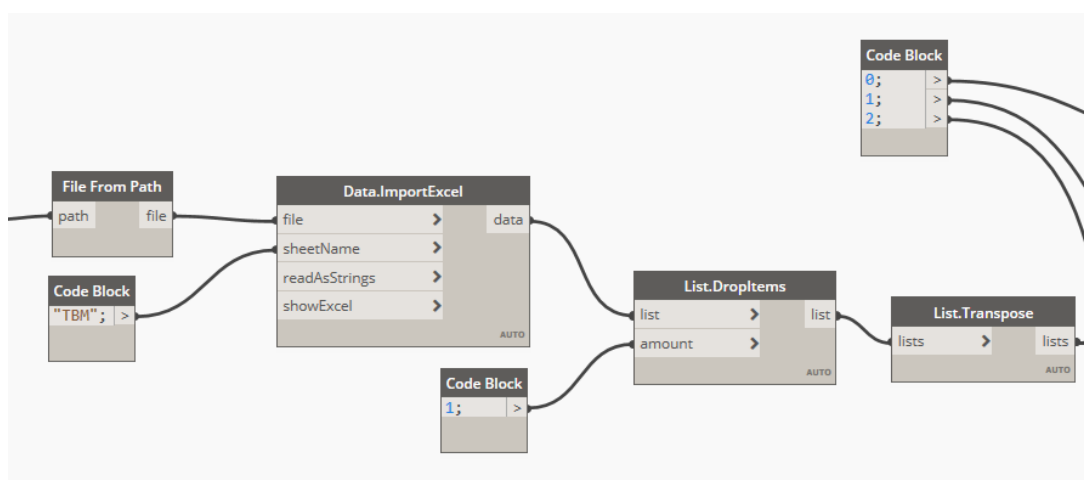 Code Block
0; >
1; >
2; >
File From Path
path file
Data.ImportExcel
file > data
sheetName >
readAsStrings >
showExcel >
AUTO
Code Block
"TBM"; >
List.DropItems
list > list
amount >
AUTO
List.Transpose
lists > lists
AUTO
Code Block
1; >